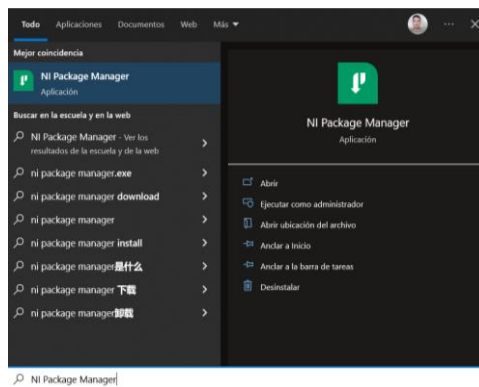 Todo Aplicaciones Documentos Web Más
Mejor coincidencia
NI Package Manager
Aplicación
Buscar en la escuela y en la web
NI Package Manager - Ver los
resultados de la escuela y de la web
ni package manager.exe
ni package manager download
ni package manager
ni package manager install
ni package manager是什么
ni package manager 下载
ni package manager卸载
NI Package Manager
Aplicación
Abrir
Ejecutar como administrador
Abrir ubicación del archivo
Anclar a Inicio
Anclar a la barra de tareas
Desinstalar
NI Package Manager